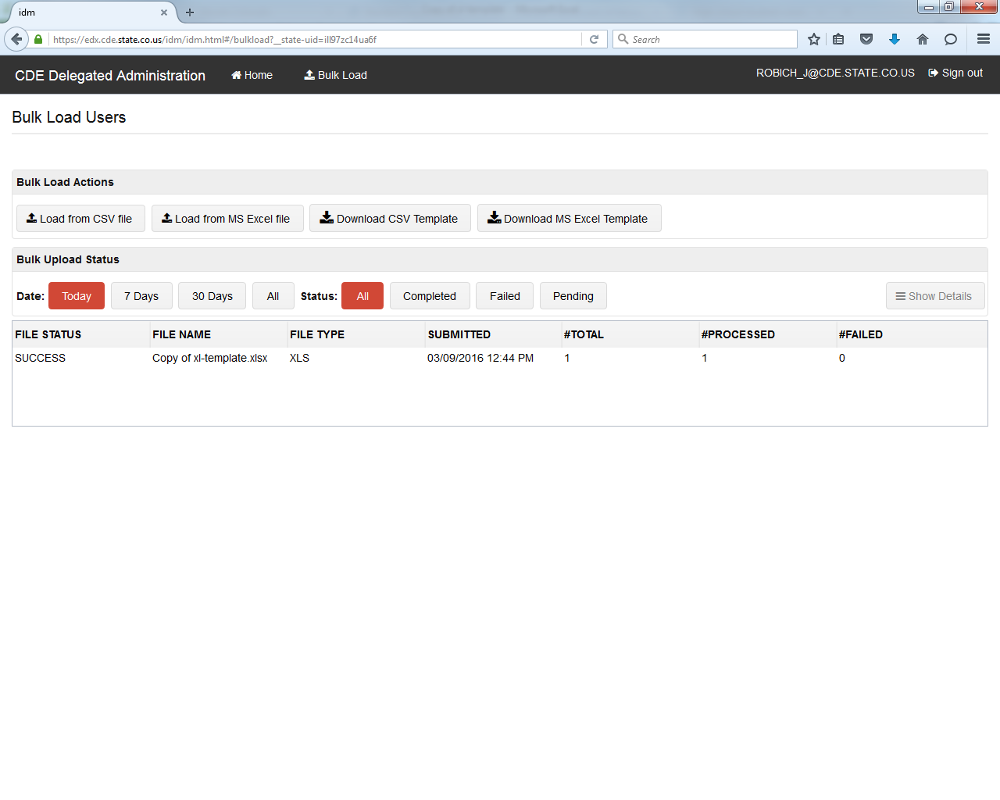 idm
https://edx.cde.state.co.us/idm/idm.html#/bulkload?__state-uid=ill97zc14ua6f
Search
CDE Delegated Administration Home Bulk Load ROBICH_J@CDE.STATE.CO.US Sign out
Bulk Load Users
Bulk Load Actions
Load from CSV file Load from MS Excel file Download CSV Template Download MS Excel Template
Bulk Upload Status
Date: Today 7 Days 30 Days All Status: All Completed Failed Pending Show Details
FILE STATUS FILE NAME FILE TYPE SUBMITTED #TOTAL #PROCESSED #FAILED
SUCCESS Copy of xl-template.xlsx XLS 03/09/2016 12:44 PM 1 1 0